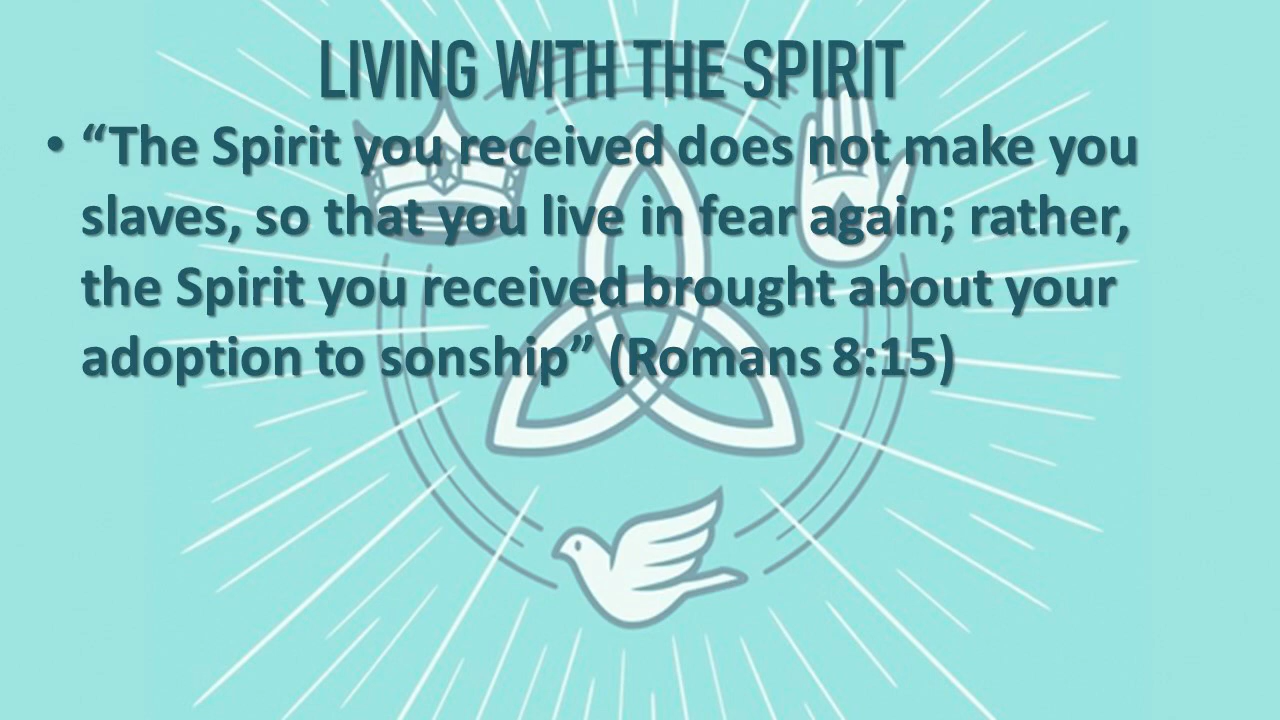 LIVING WITH THE SPIRIT
• “The Spirit you received does not make you
slaves, so that you live in fear again; rather,
the Spirit you received brought about your
adoption to sonship” (Romans 8:15)